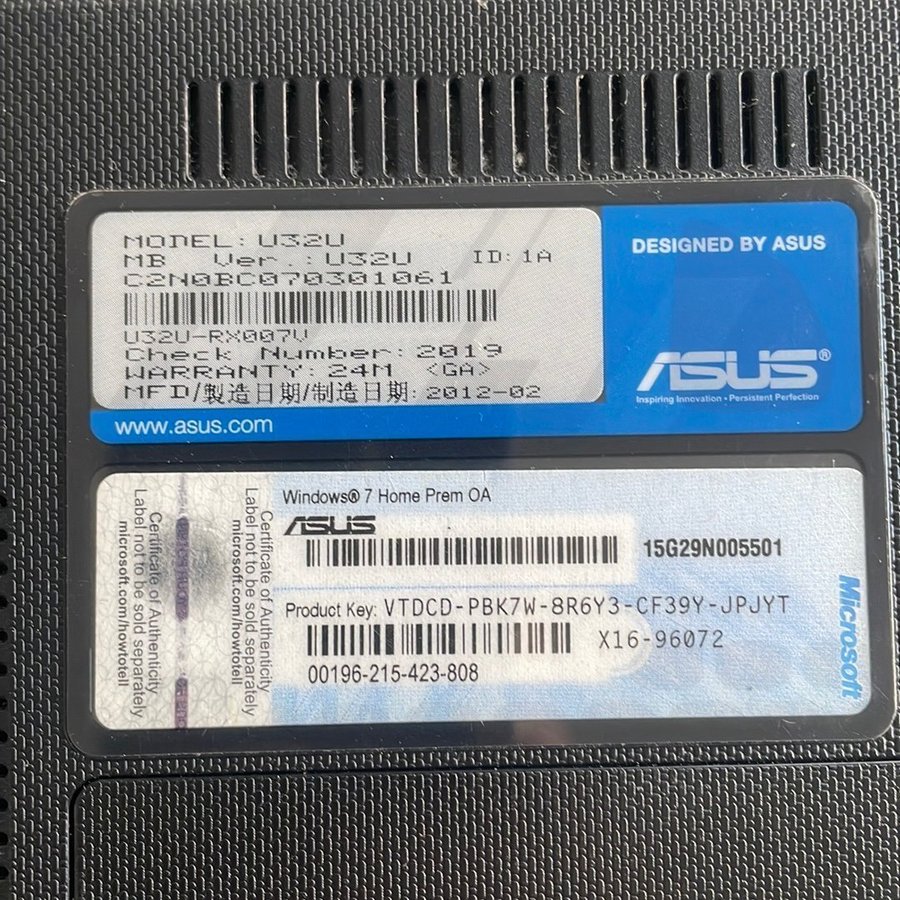 MODEL: U32U
MB Ver.: U32U ID: 1A
C2N0BC070301061
U32U-RX007V
Check Number: 2019
WARRANTY: 24M <GA>
MFD/製造日期/制造日期: 2012-02
DESIGNED BY ASUS
ASUS®
Inspiring Innovation • Persistent Perfection
www.asus.com
Certificate of Authenticity
Label not to be sold separately
microsoft.com/howtotell
Certificate of Authenticity
Label not to be sold separately
microsoft.com/howtotell
Windows® 7 Home Prem OA
ASUS
15G29N005501
Product Key: VTDCD-PBK7W-8R6Y3-CF39Y-JPJYT
X16-96072
00196-215-423-808
Microsoft